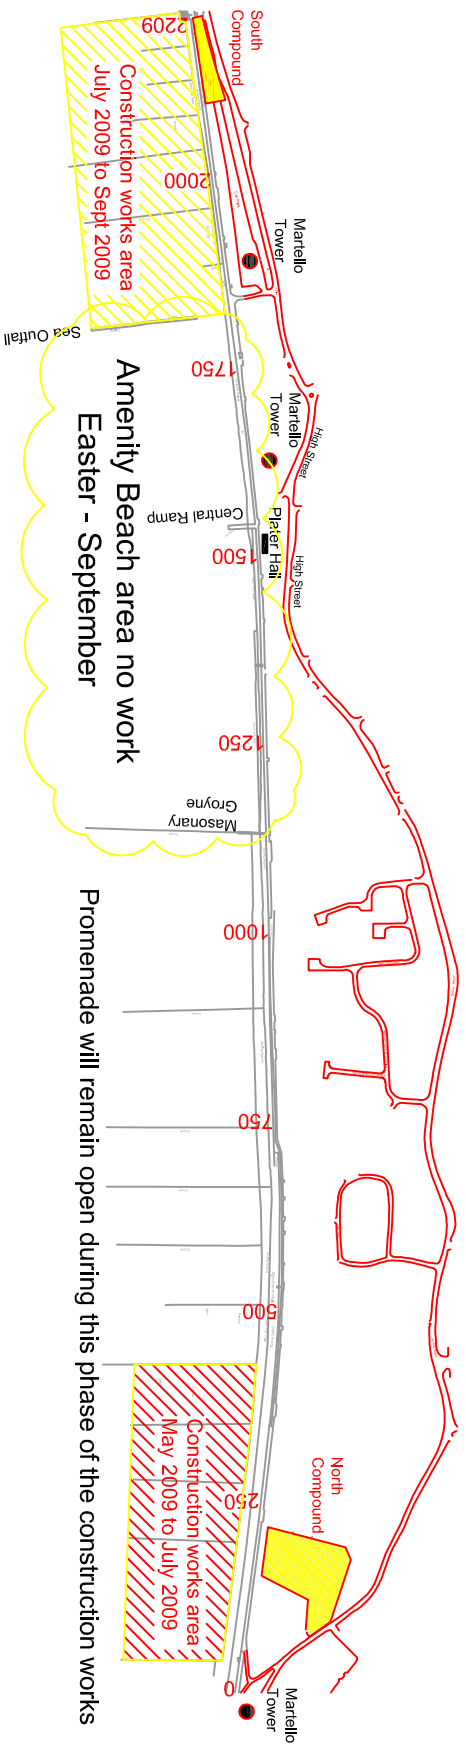 South
Compound
2209
Construction works area
July 2009 to Sept 2009
2000
Martello
Tower
Sea Outfall
1750
Martello
Tower
High Street
Amenity Beach area no work
Easter - September
Central Ramp
Plater Hall
1500
High Street
1250
Masonary
Groyne
1000
Promenade will remain open during this phase of the construction works
750
500
Construction works area
May 2009 to July 2009
250
North
Compound
0
Martello
Tower